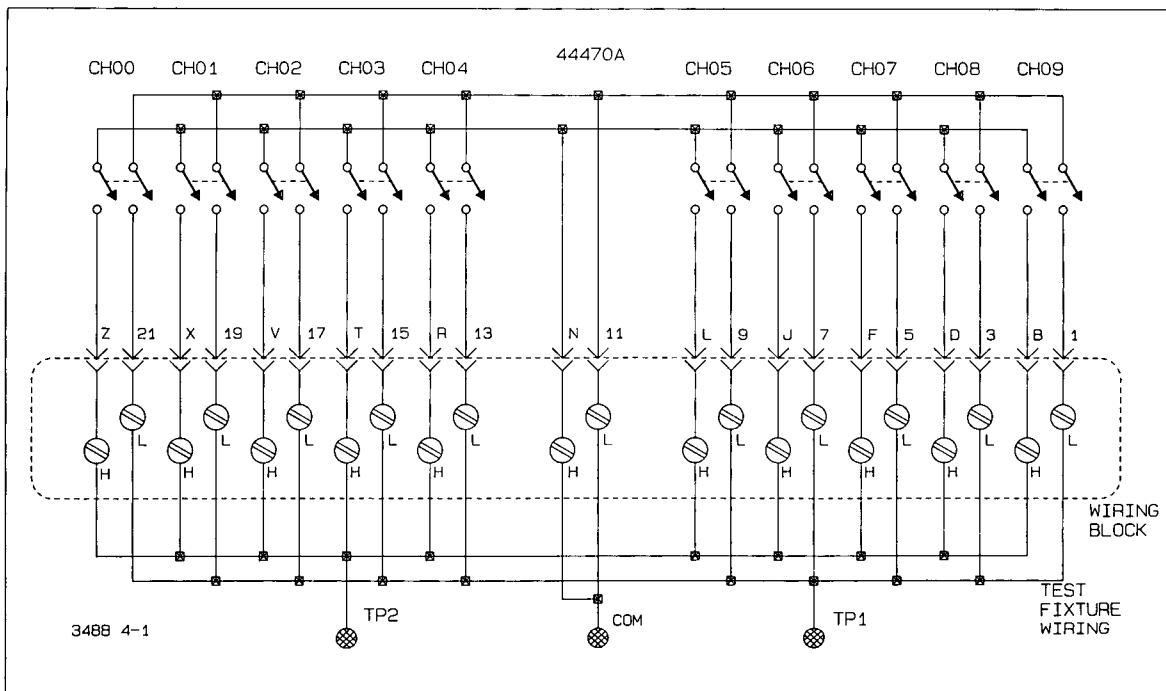 44470A
CH00 CH01 CH02 CH03 CH04 CH05 CH06 CH07 CH08 CH09
Z 21 X 19 V 17 T 15 R 13 N 11 L 9 J 7 F 5 D 3 B 1
L L L L L L L L L L L
H H H H H H H H H H H
WIRING
BLOCK
TEST
FIXTURE
WIRING
TP2 COM TP1
3488 4-1